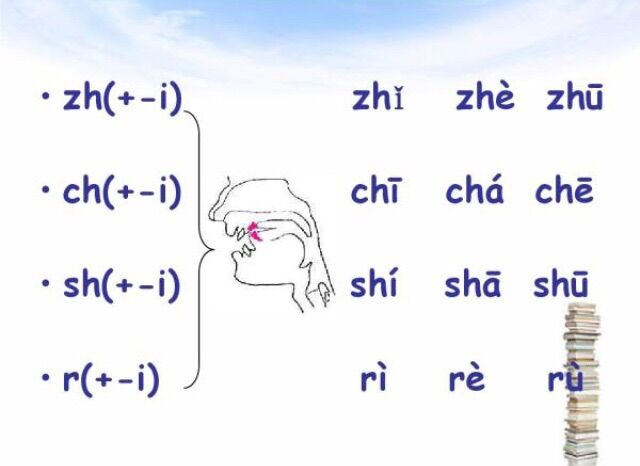 • zh(+-i) zhǐ zhè zhū
• ch(+-i) chī chá chē
• sh(+-i) shí shā shū
• r(+-i) rì rè rù